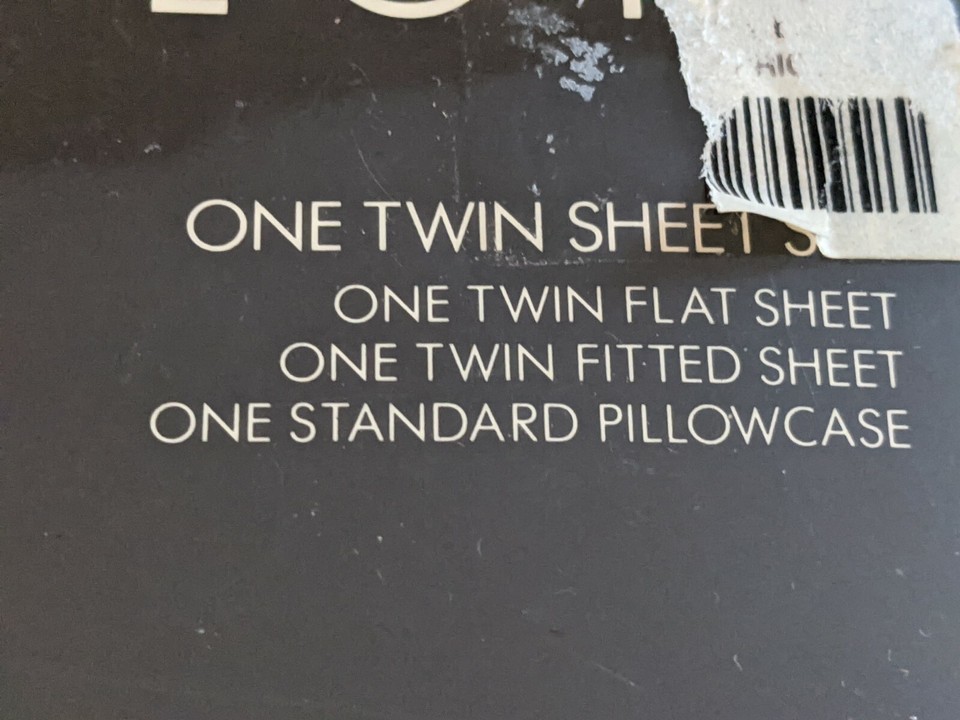 ONE TWIN SHEET
ONE TWIN FLAT SHEET
ONE TWIN FITTED SHEET
ONE STANDARD PILLOWCASE